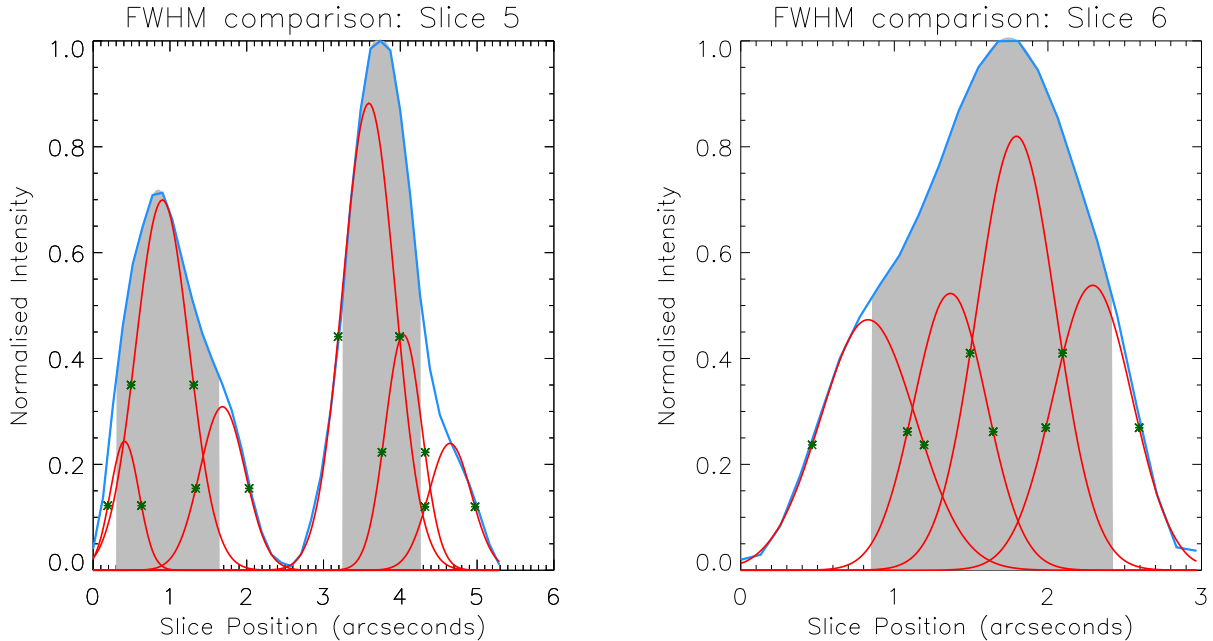 FWHM comparison: Slice 5
Normalised Intensity
1.0
0.8
0.6
0.4
0.2
0.0
0 1 2 3 4 5 6
Slice Position (arcseconds)
FWHM comparison: Slice 6
Normalised Intensity
1.0
0.8
0.6
0.4
0.2
0.0
0 1 2 3
Slice Position (arcseconds)